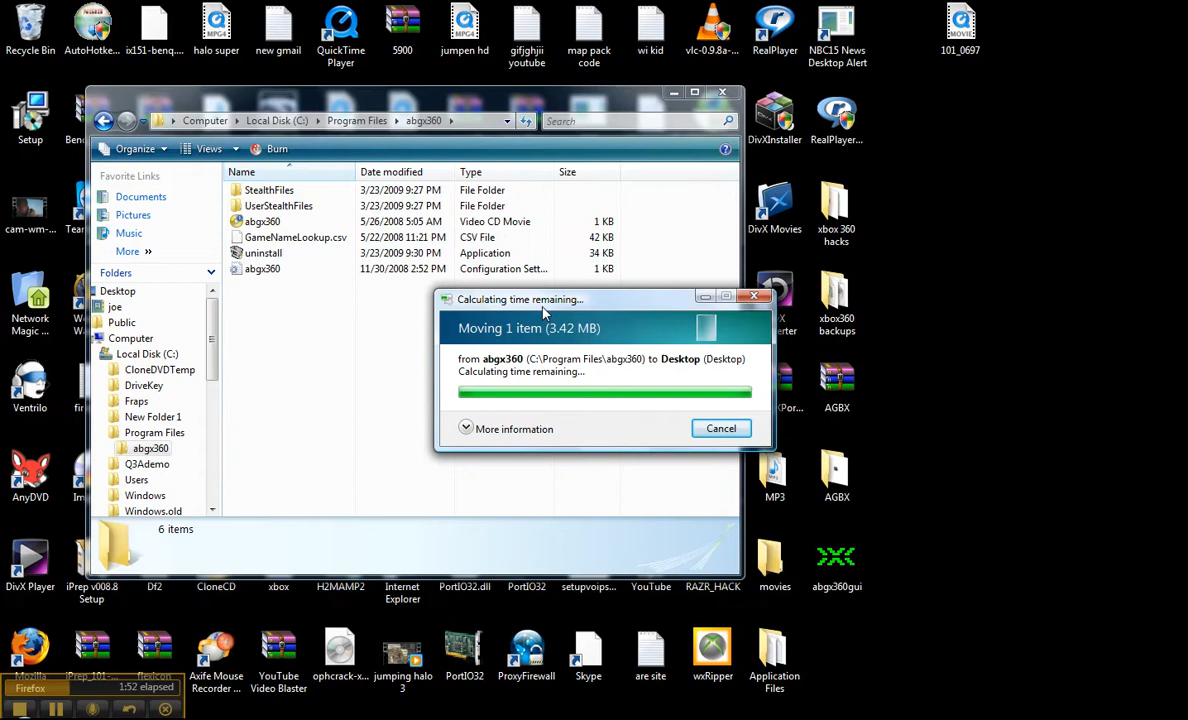 Recycle Bin
AutoHotke...
ix151-benq...
halo super
new gmail
QuickTime
Player
5900
jumpen hd
gifjghjii
youtube
map pack
code
wi kid
vlc-0.9.8a-...
RealPlayer
NBC15 News
Desktop Alert
101_0697
MPG4
MPG4
MOVIE
Computer
Local Disk (C:)
Program Files
abgx360
Search
Organize
Views
Burn
Favorite Links
Documents
Pictures
Music
More »
Folders
Desktop
joe
Public
Computer
Local Disk (C:)
CloneDVDTemp
DriveKey
Fraps
New Folder1
Program Files
abgx360
Q3Ademo
Users
Windows
Windows.old
Name Date modified Type Size
StealthFiles 3/23/2009 9:27 PM File Folder
UserStealthFiles 3/23/2009 9:27 PM File Folder
abgx360 5/26/2008 5:05 AM Video CD Movie 1 KB
GameNameLookup.csv 5/22/2008 11:21 PM CSV File 42 KB
uninstall 3/23/2009 9:30 PM Application 34 KB
abgx360 11/30/2008 2:52 PM Configuration Sett... 1 KB
6 items
Calculating time remaining...
Moving 1 item (3.42 MB)
from abgx360 (C:\Program Files\abgx360) to Desktop (Desktop)
Calculating time remaining...
More information
Cancel
Setup
DivXInstaller
RealPlayer...
cam-wm-...
DivX Movies
xbox 360
hacks
Network
Magic ...
xbox360
backups
Ventrilo
AGBX
AnyDVD
MP3
AGBX
DivX Player
iPrep v008.8
Setup
Df2
CloneCD
xbox
H2MAMP2
Internet
Explorer
PortIO32.dll
PortIO32
setupvoips...
YouTube
RAZR_HACK
movies
abgx360gui
Mozilla
iPrep_101-...
flexicon
Axife Mouse
Recorder ...
YouTube
Video Blaster
ophcrack-x...
jumping halo
3
PortIO32
ProxyFirewall
Skype
are site
wxRipper
Application
Files
Firefox
1:52 elapsed